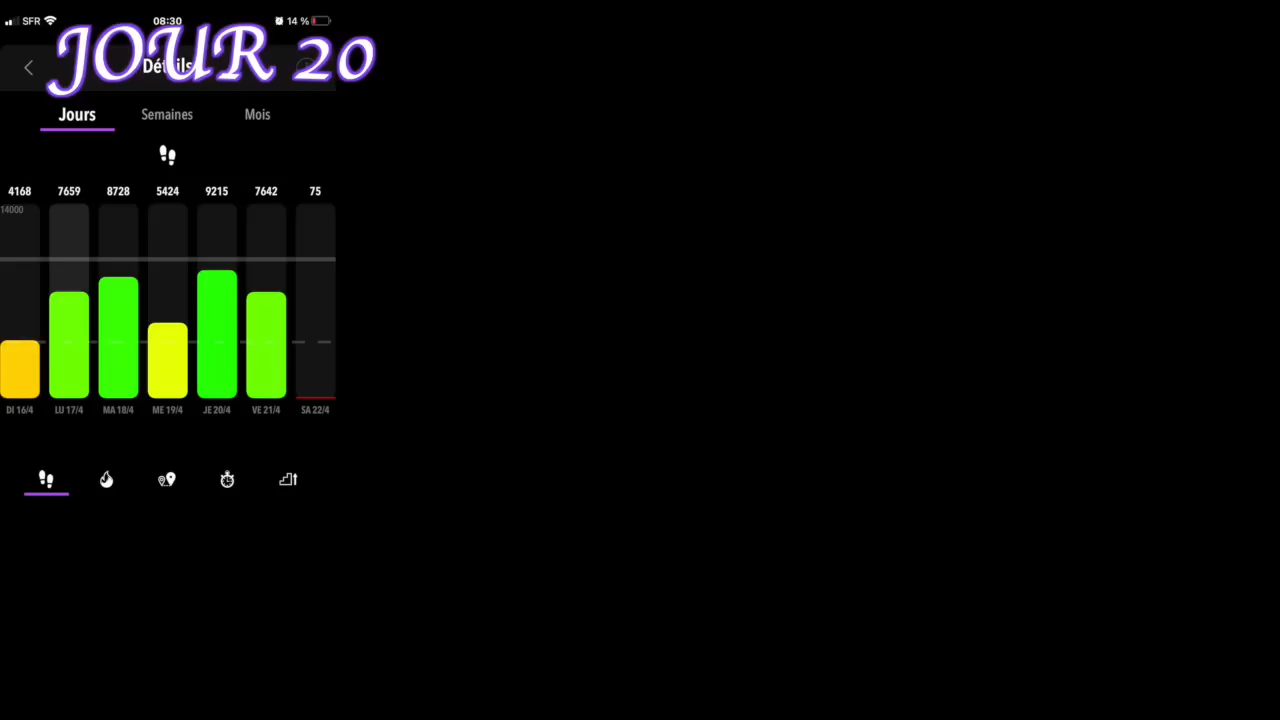 SFR 08:30 14 %
JOUR 20
Détails
Jours Semaines Mois
4168 7659 8728 5424 9215 7642 75
14000
DI 16/4 LU 17/4 MA 18/4 ME 19/4 JE 20/4 VE 21/4 SA 22/4